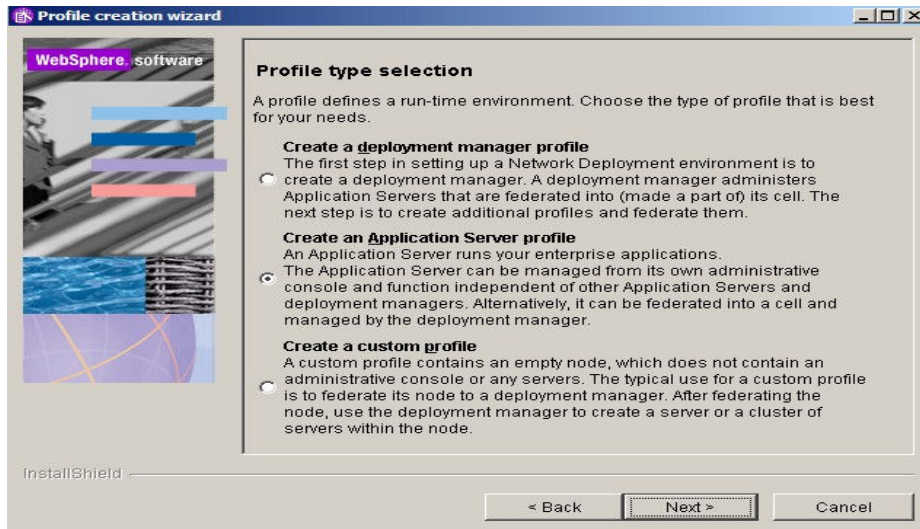 Profile creation wizard
WebSphere. software
Profile type selection
A profile defines a run-time environment. Choose the type of profile that is best
for your needs.
Create a deployment manager profile
The first step in setting up a Network Deployment environment is to
create a deployment manager. A deployment manager administers
Application Servers that are federated into (made a part of) its cell. The
next step is to create additional profiles and federate them.
Create an Application Server profile
An Application Server runs your enterprise applications.
The Application Server can be managed from its own administrative
console and function independent of other Application Servers and
deployment managers. Alternatively, it can be federated into a cell and
managed by the deployment manager.
Create a custom profile
A custom profile contains an empty node, which does not contain an
administrative console or any servers. The typical use for a custom profile
is to federate its node to a deployment manager. After federating the
node, use the deployment manager to create a server or a cluster of
servers within the node.
InstallShield
< Back
Next >
Cancel